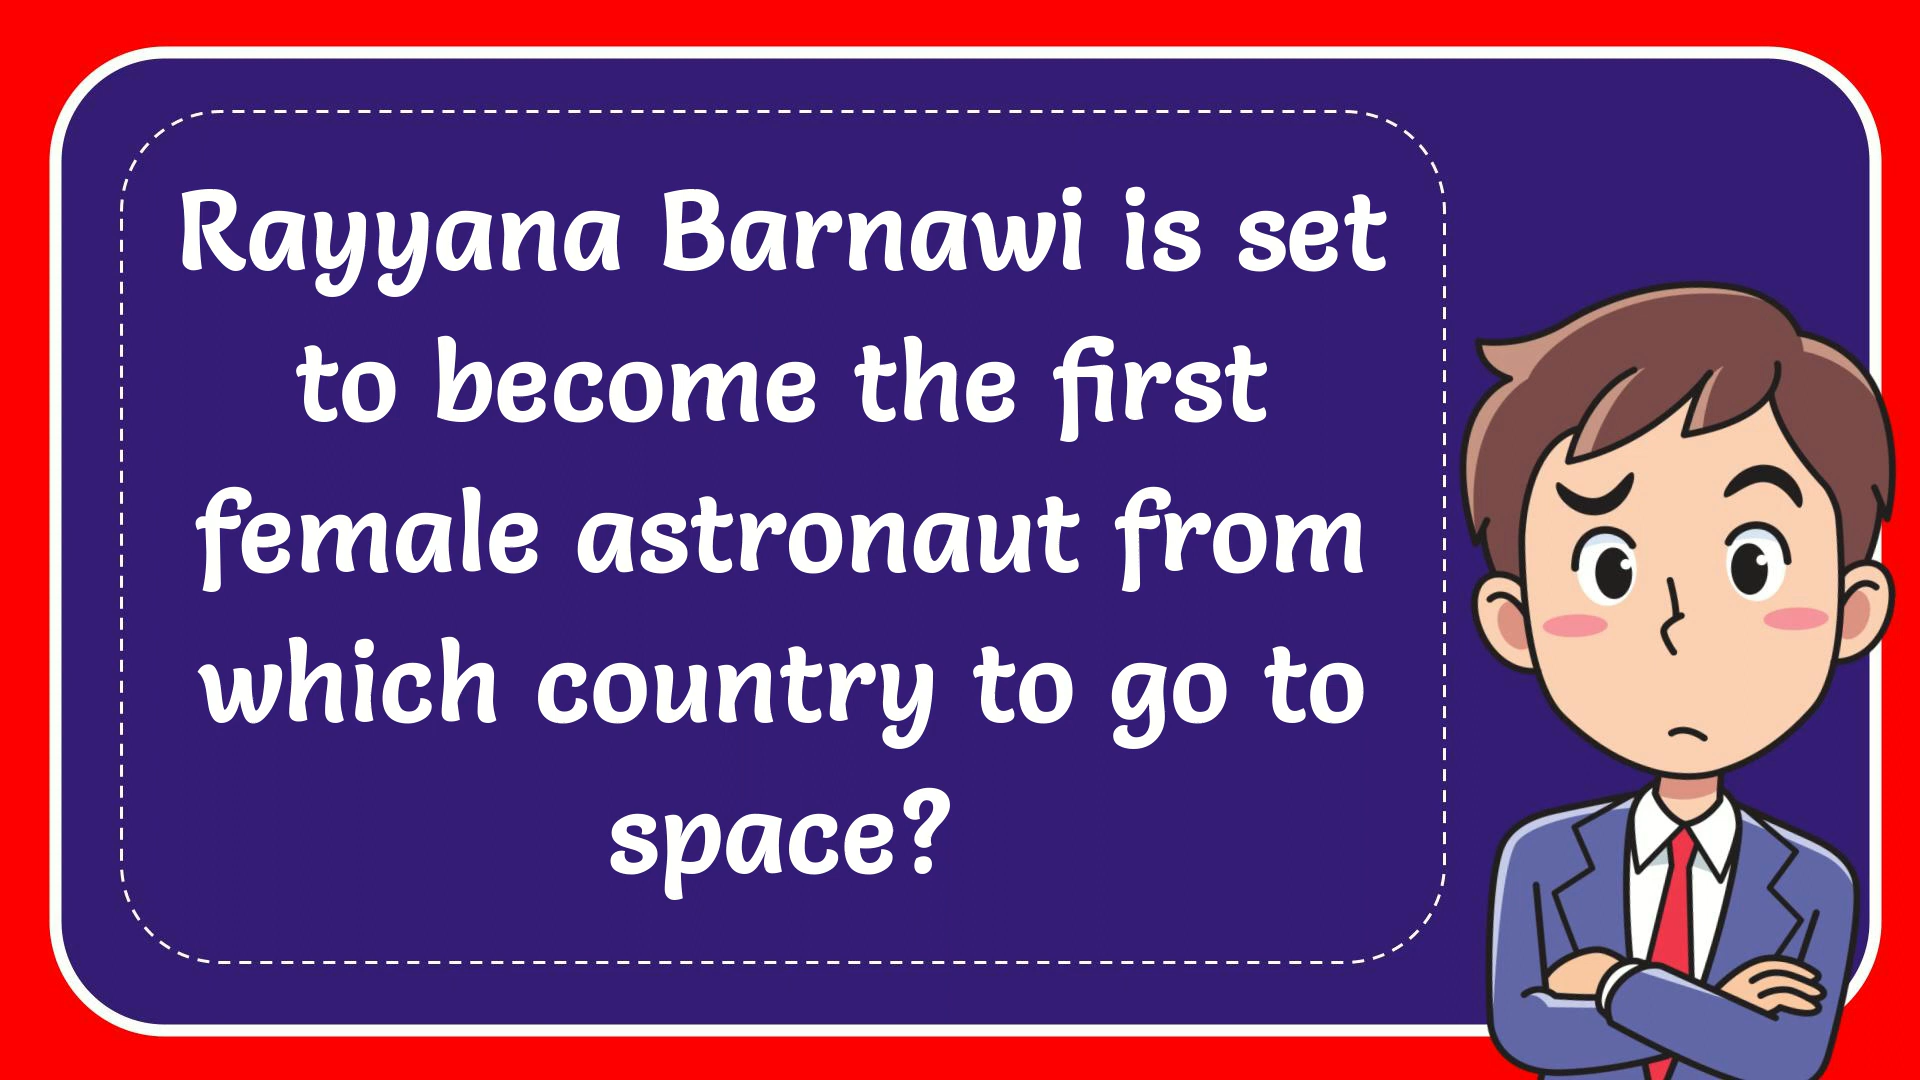 Rayyana Barnawi is set
to become the first
female astronaut from
which country to go to
space?